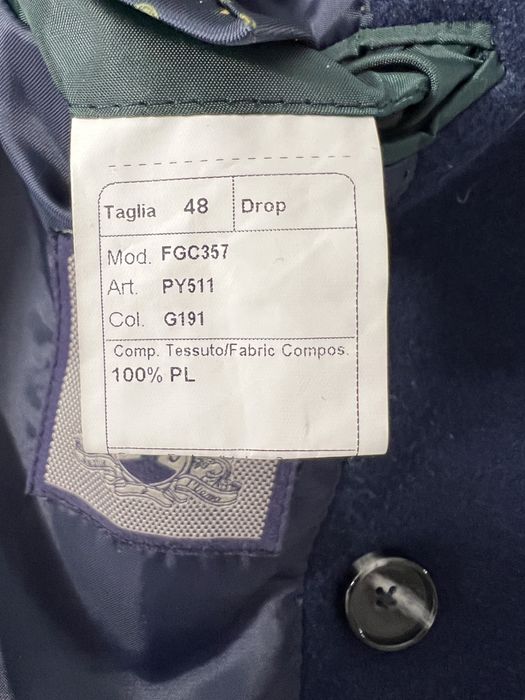 Taglia 48 Drop
Mod. FGC357
Art. PY511
Col. G191
Comp. Tessuto/Fabric Compos.
100% PL